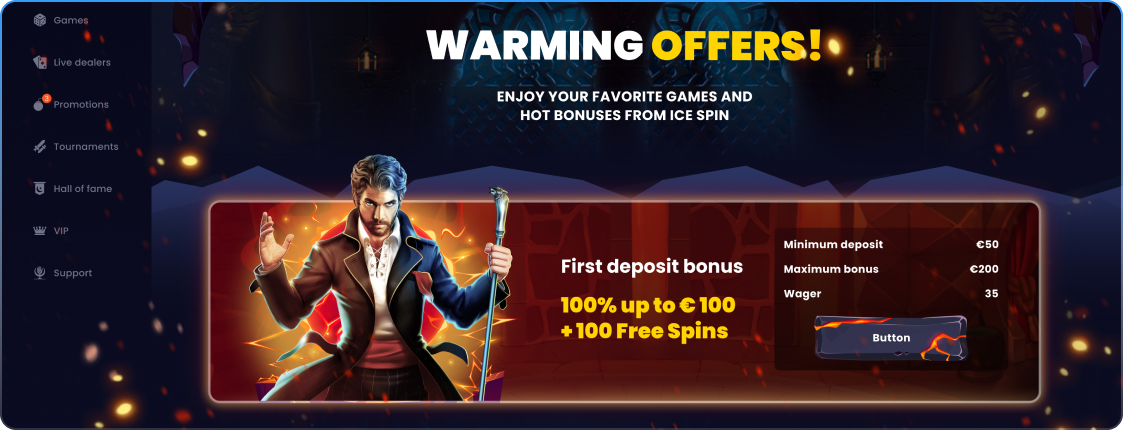 Games
Live dealers
3
Promotions
Tournaments
Hall of fame
VIP
Support
WARMING OFFERS!
ENJOY YOUR FAVORITE GAMES AND
HOT BONUSES FROM ICE SPIN
First deposit bonus
100% up to € 100
+ 100 Free Spins
Minimum deposit €50
Maximum bonus €200
Wager 35
Button